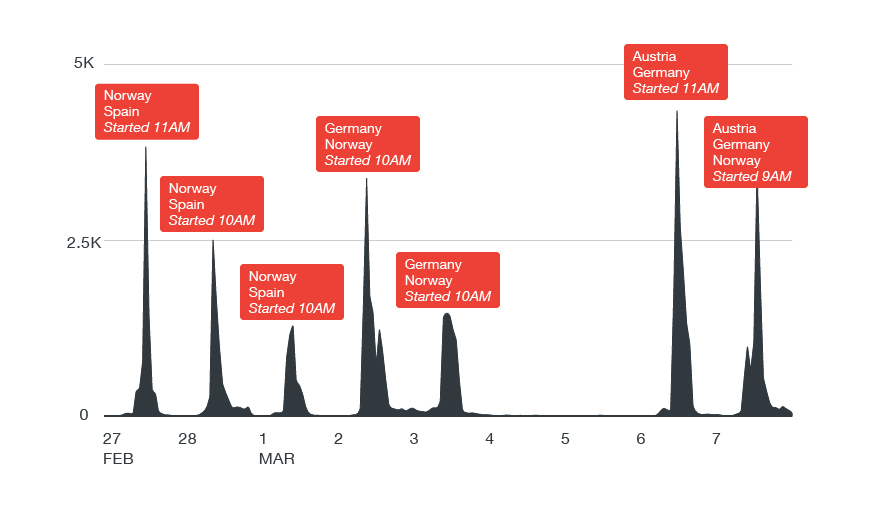 5K
Austria
Germany
Started 11AM
Norway
Spain
Started 11AM
Germany
Norway
Started 10AM
Austria
Germany
Norway
Started 9AM
Norway
Spain
Started 10AM
2.5K
Norway
Spain
Started 10AM
Germany
Norway
Started 10AM
0
27 28 1 2 3 4 5 6 7
FEB MAR